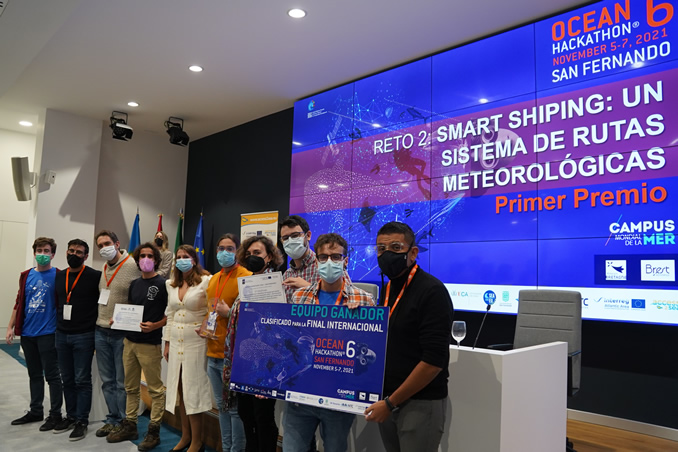 OCEAN 6
HACKATHON®
NOVEMBER 5-7, 2021
SAN FERNANDO
RETO 2: SMART SHIPING: UN
SISTEMA DE RUTAS
METEOROLÓGICAS
Primer Premio
CAMPUS
MONDIAL
DE LA MER
Brest
Interreg
EQUIPO GANADOR
CLASIFICADO PARA LA FINAL INTERNACIONAL
OCEAN 6
HACKATHON®
SAN FERNANDO
NOVEMBER 5-7, 2021
CAMPUS